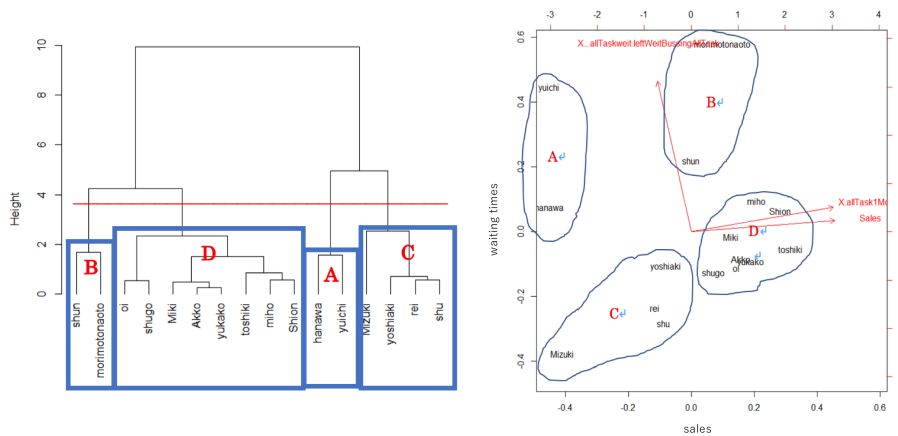 Height
0 2 4 6 8 10
B
D
A
C
shun
morimotonaoto
oi
shugo
Miki
Akko
yukako
toshiki
miho
Shion
hanawa
yuichi
Mizuki
yoshiaki
rei
shu
-3 -2 -1 0 1 2 3 4
waiting times
-0.4 -0.2 0.0 0.2 0.4 0.6
morimotonaoto
yuichi
B
shun
A
hanawa
miho
X.allTask1Mo
Shion
Sales
D
Miki
toshiki
Akko
yukako
oi
shugo
yoshiaki
rei
C
shu
Mizuki
-0.4 -0.2 0.0 0.2 0.4
sales